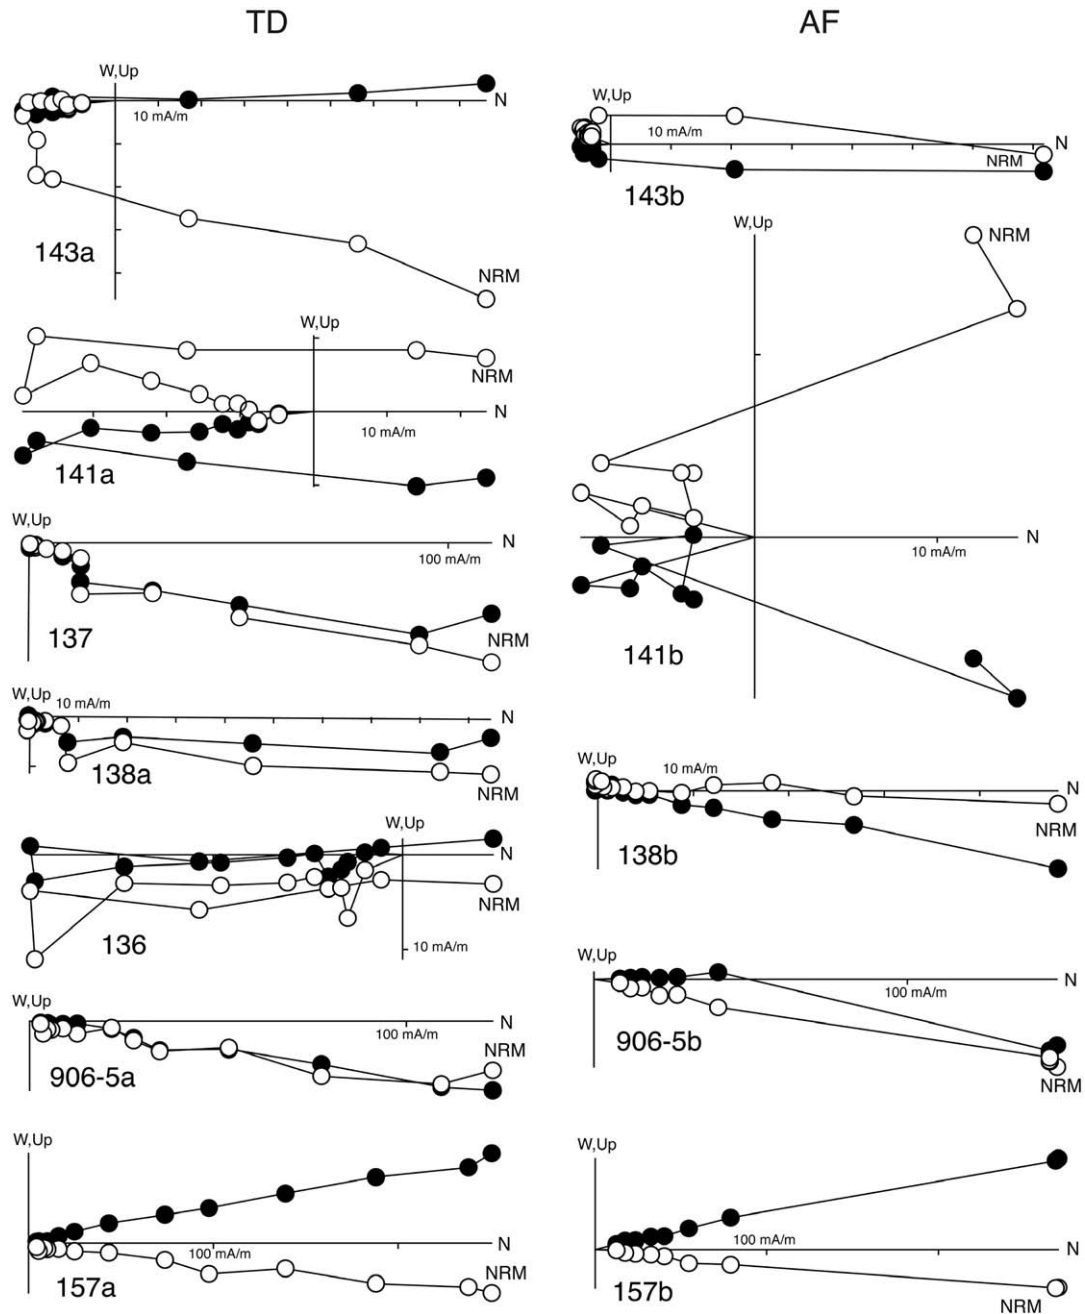 TD
W,Up
N
10 mA/m
143a
NRM
W,Up
NRM
N
10 mA/m
141a
W,Up
N
100 mA/m
137
NRM
W,Up
10 mA/m
N
138a
NRM
W,Up
N
NRM
136
10 mA/m
W,Up
N
100 mA/m
NRM
906-5a
W,Up
N
100 mA/m
NRM
157a
AF
W,Up
10 mA/m
N
NRM
143b
W,Up
NRM
N
10 mA/m
141b
W,Up
10 mA/m
N
NRM
138b
W,Up
N
100 mA/m
906-5b
NRM
W,Up
100 mA/m
N
157b
NRM